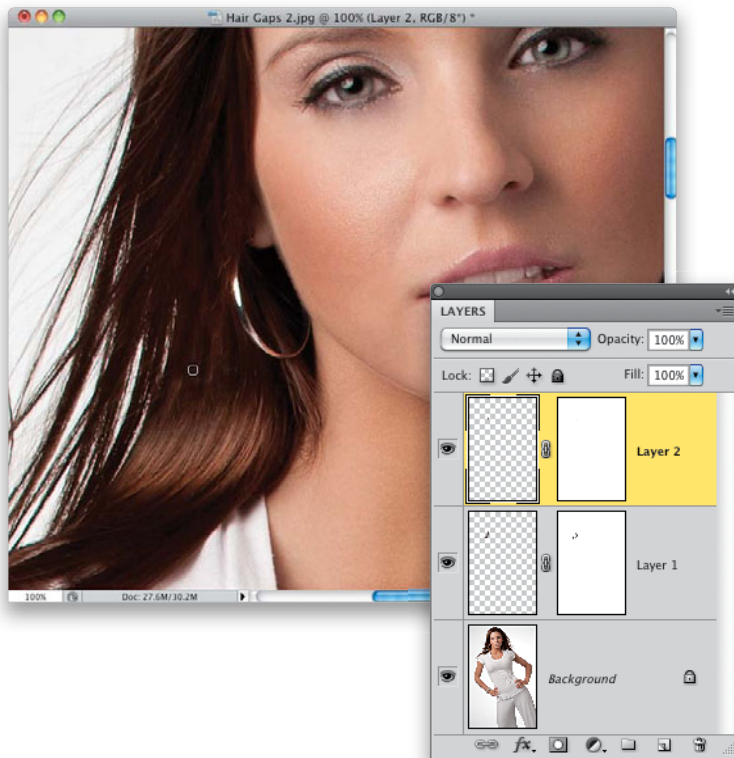 Hair Gaps 2.jpg @ 100% (Layer 2, RGB/8*) *
100%
Doc: 27.6M/30.2M
LAYERS
Normal
Opacity: 100%
Lock:
Fill: 100%
Layer 2
Layer 1
Background
fx.